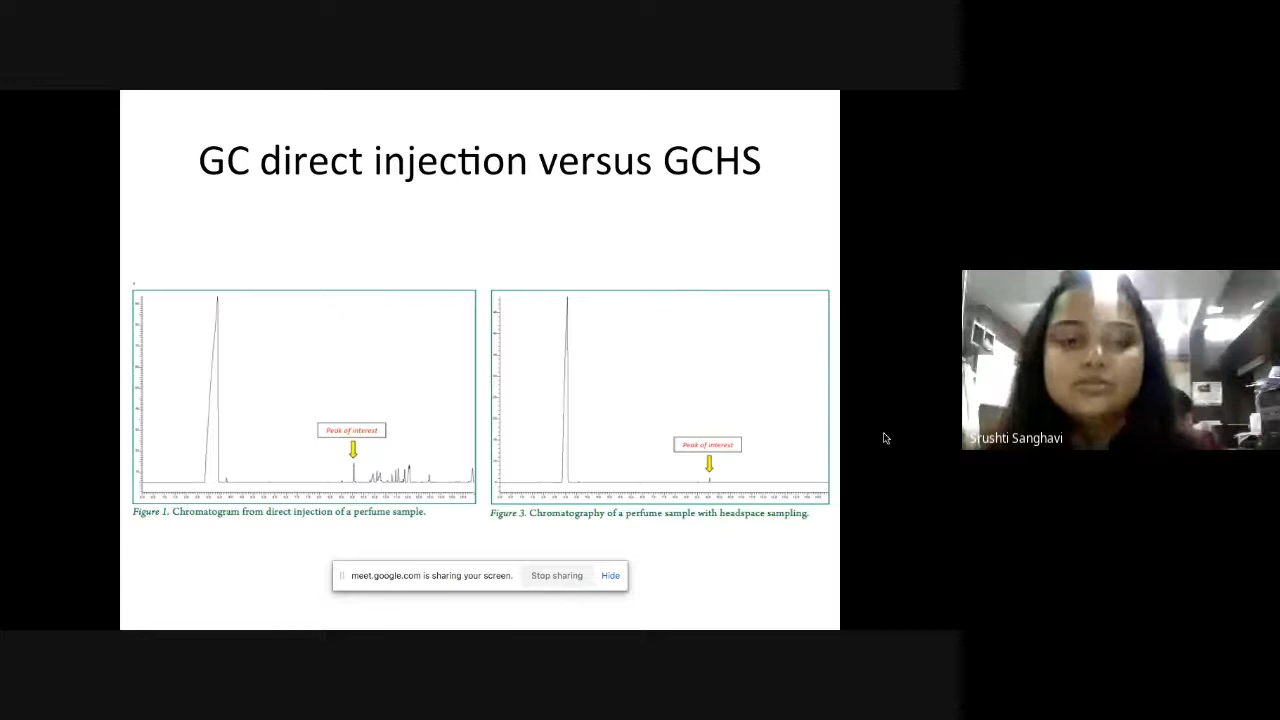 GC direct injection versus GCHS
Peak of interest
Peak of interest
Figure 1. Chromatogram from direct injection of a perfume sample.
Figure 3. Chromatography of a perfume sample with headspace sampling.
meet.google.com is sharing your screen. Stop sharing Hide
Srushti Sanghavi